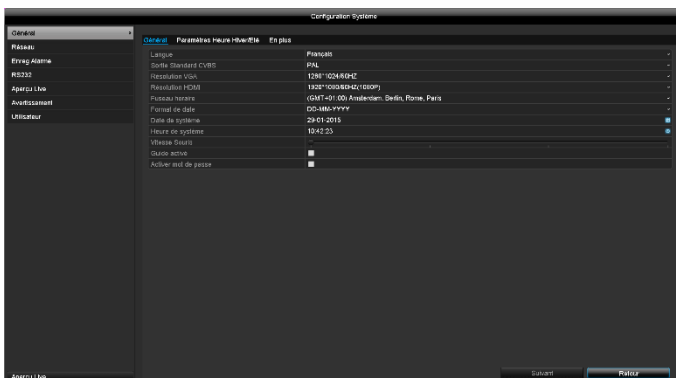 Configuration Système
Général
Réseau
Enreg Alarme
RS232
Aperçu Live
Avertissement
Utilisateur
Général Paramètres Heure Hiver/Eté En plus
Langue Français
Sortie Standard CVBS PAL
Résolution VGA 1280*1024/60HZ
Résolution HDMI 1920*1080/60HZ(1080P)
Fuseau horaire (GMT+01:00) Amsterdam, Berlin, Rome, Paris
Format de date DD-MM-YYYY
Date de système 29-01-2015
Heure de système 10:42:23
Vitesse Souris
Guide activé
Activer mot de passe
Aperçu Live Suivant Retour